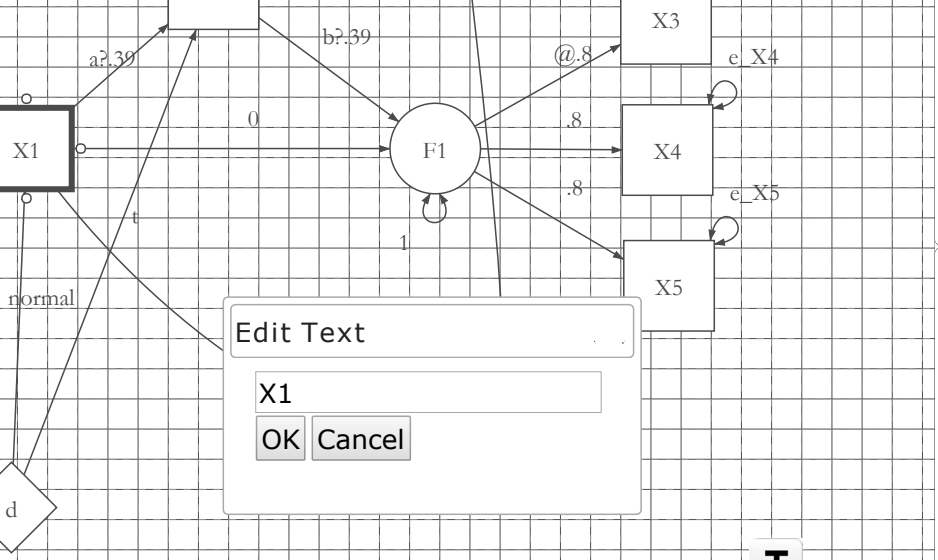 X3
b?.39
@.8
a?.39
e_X4
0
.8
X1
F1
X4
.8
e_X5
t
1
X5
normal
Edit Text
X1
OK Cancel
d
T